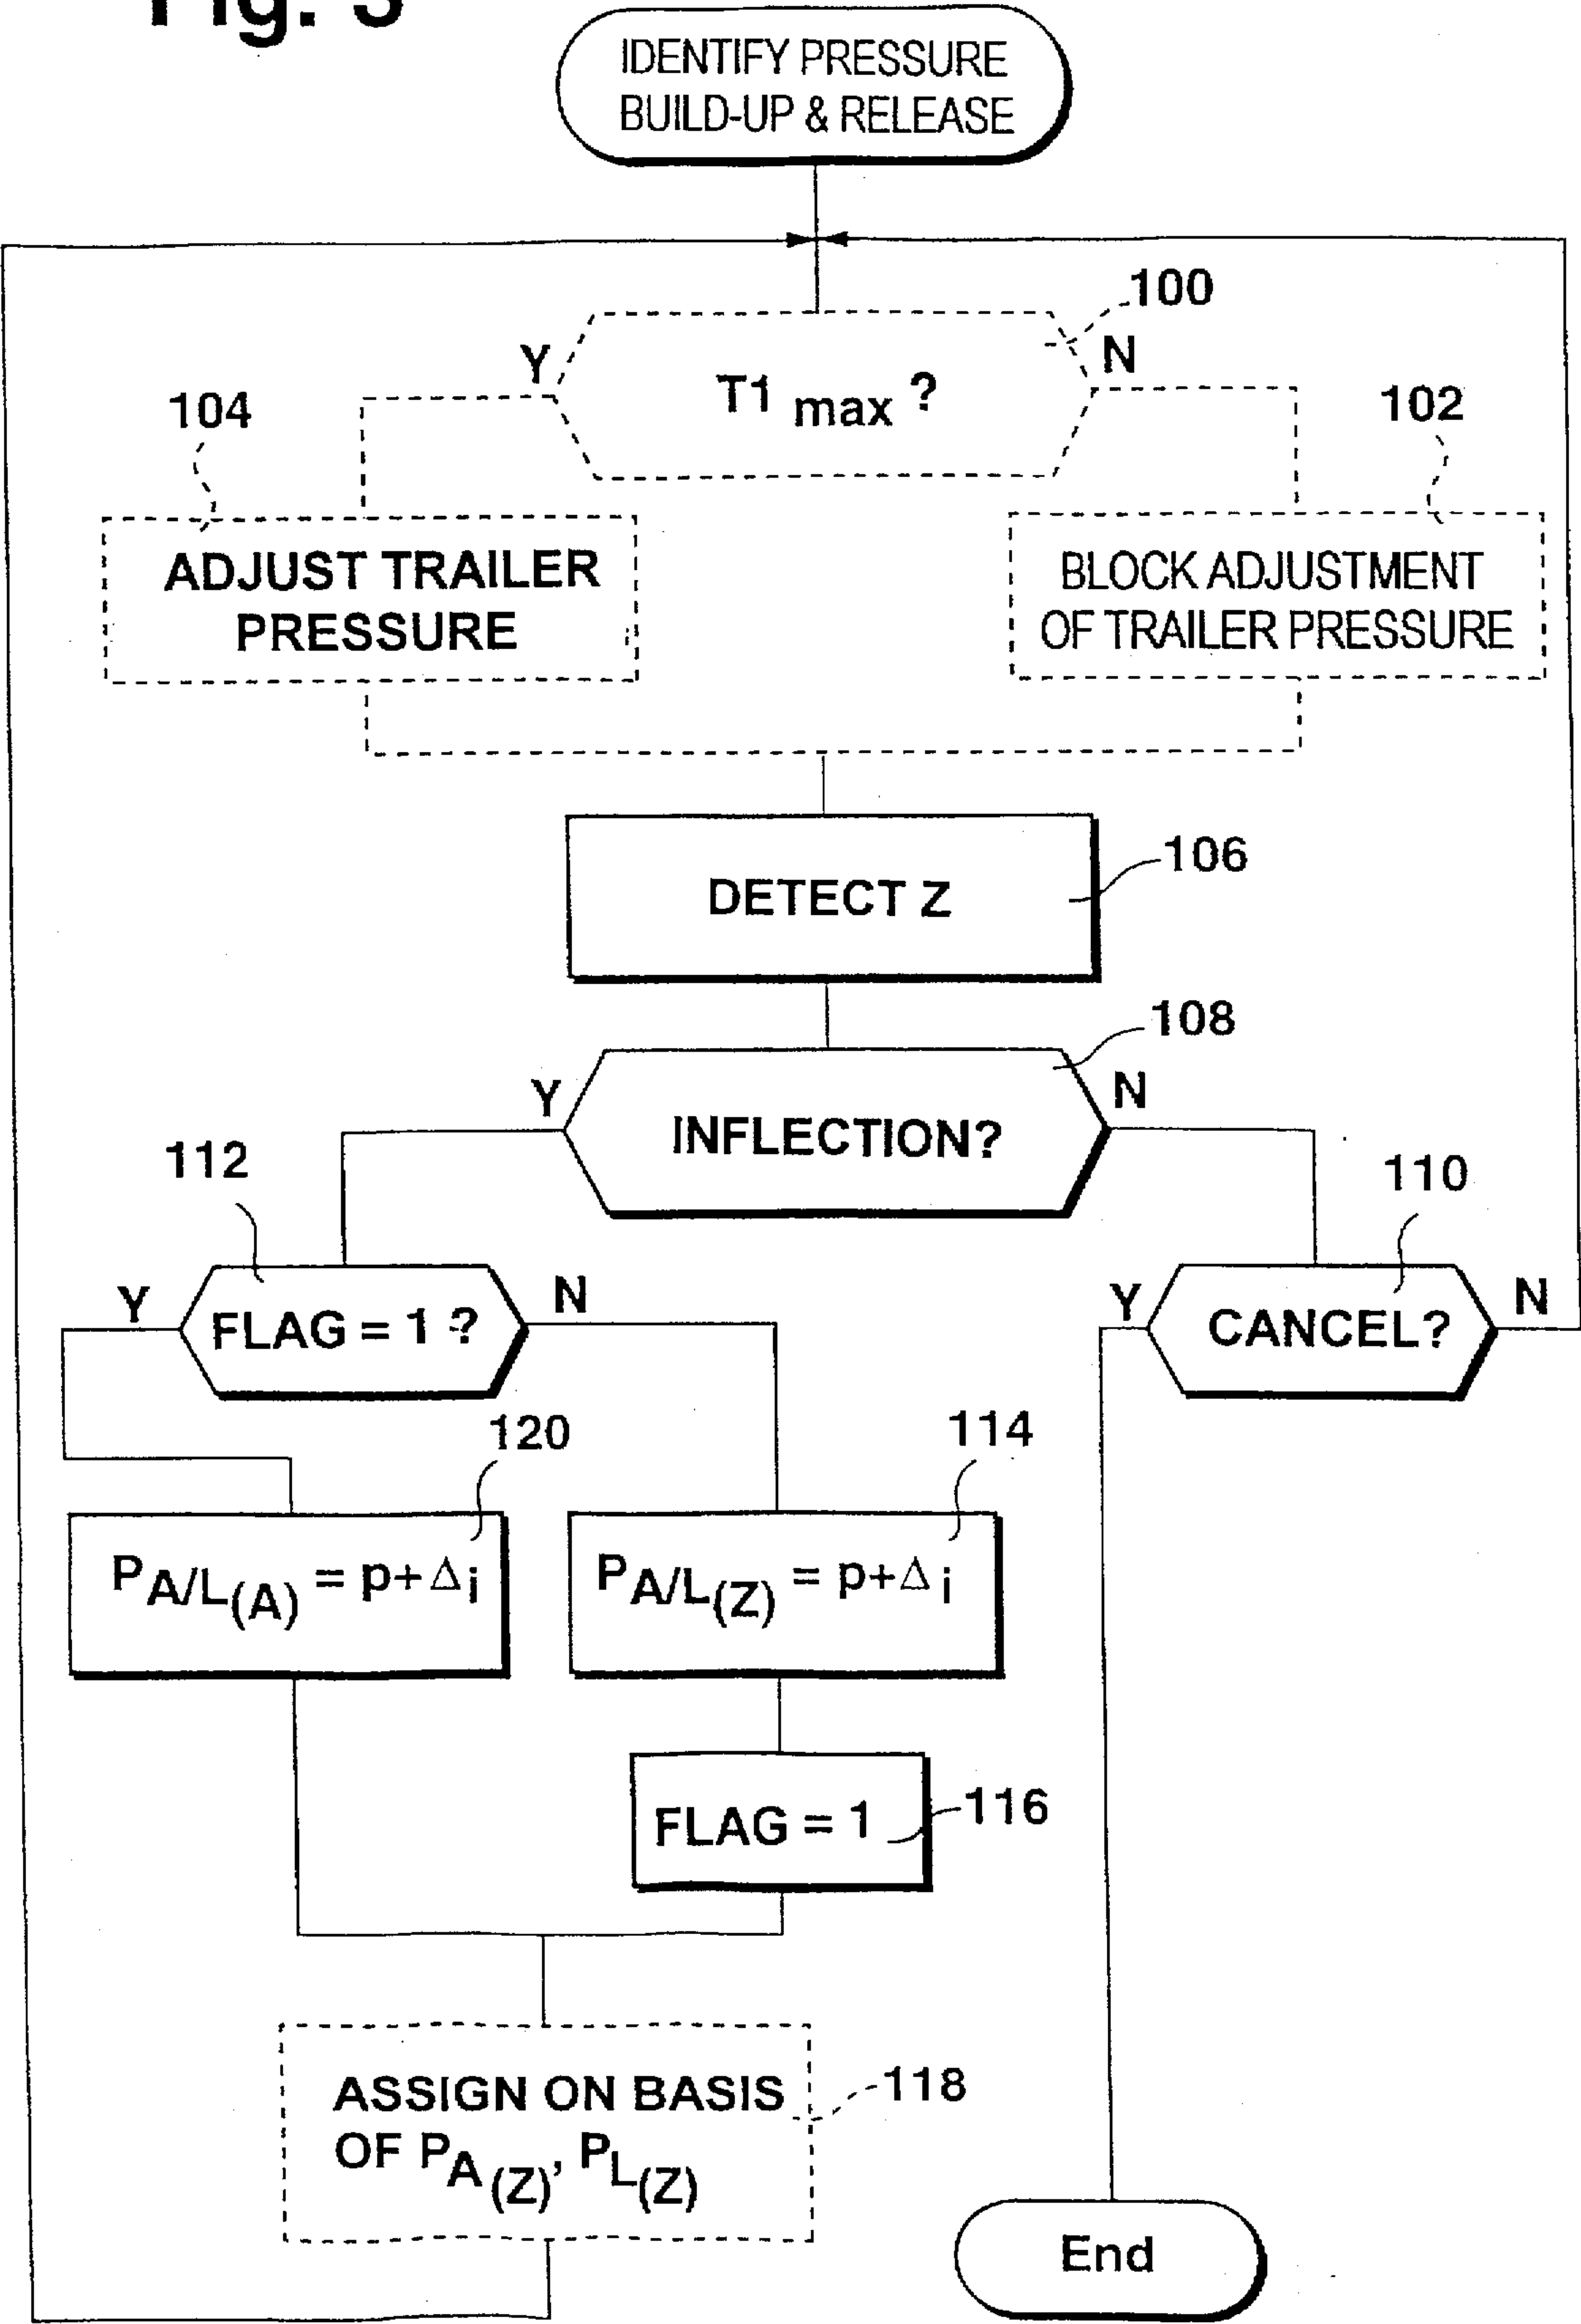 Fig. 3
IDENTIFY PRESSURE
BUILD-UP & RELEASE
100
Y
N
T1 max ?
104
102
ADJUST TRAILER
PRESSURE
BLOCK ADJUSTMENT
OF TRAILER PRESSURE
DETECT Z
106
108
Y
N
INFLECTION?
112
110
Y
FLAG = 1 ?
N
Y
CANCEL?
N
120
114
PA/L(A) = p+Δi
PA/L(Z) = p+Δi
FLAG = 1
116
ASSIGN ON BASIS
OF PA(Z), PL(Z)
118
End